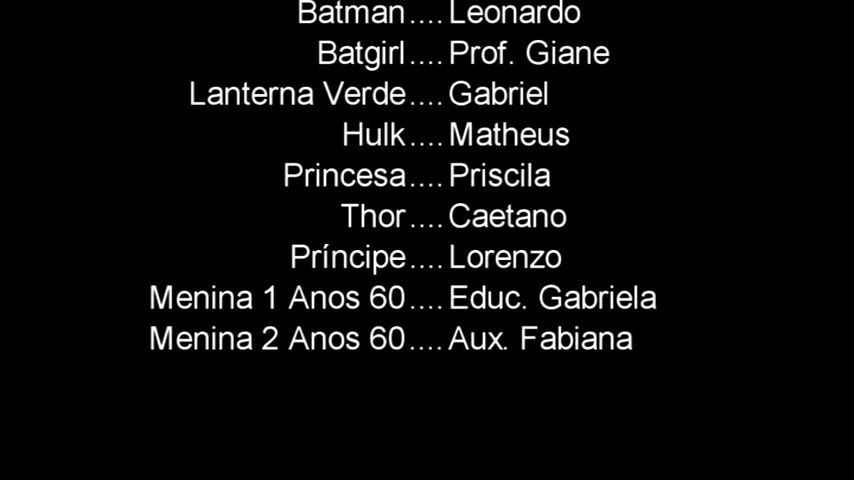 Batman.... Leonardo
Batgirl.... Prof. Giane
Lanterna Verde.... Gabriel
Hulk.... Matheus
Princesa.... Priscila
Thor.... Caetano
Príncipe.... Lorenzo
Menina 1 Anos 60.... Educ. Gabriela
Menina 2 Anos 60.... Aux. Fabiana